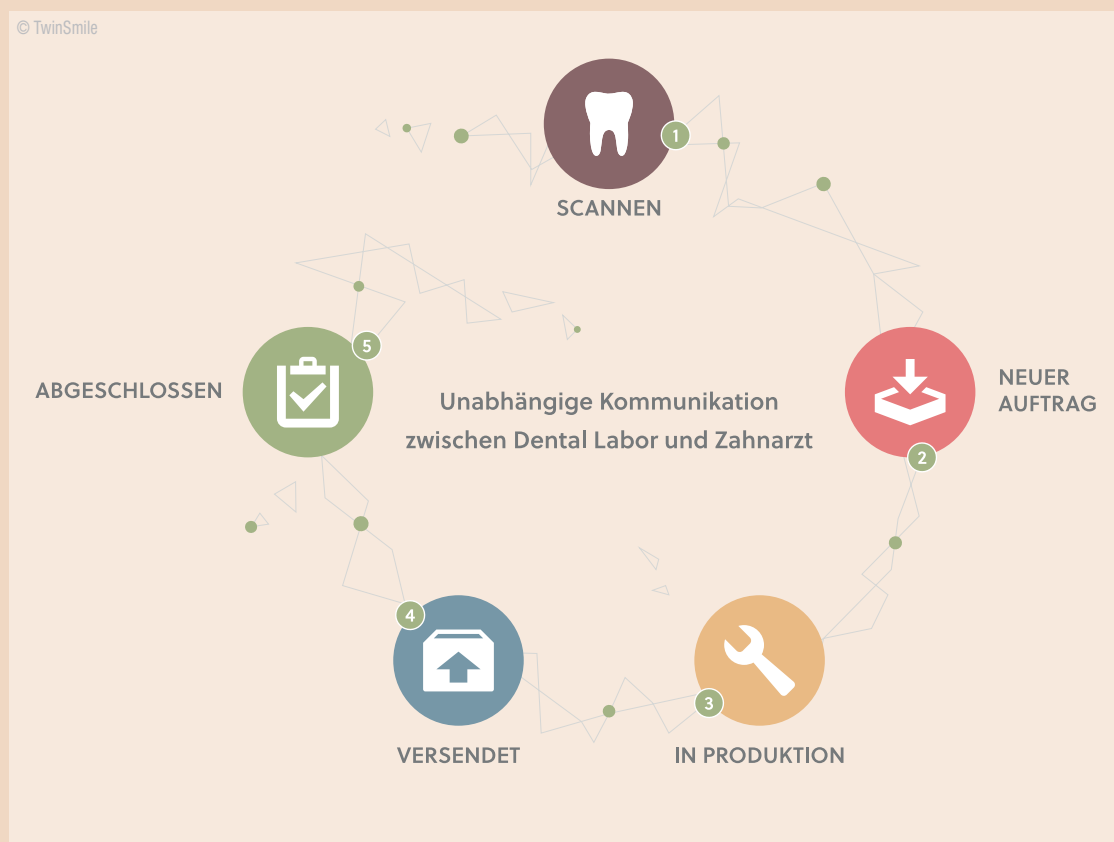 © TwinSmile
1
SCANNEN
5
ABGESCHLOSSEN
Unabhängige Kommunikation
zwischen Dental Labor und Zahnarzt
NEUER
AUFTRAG
2
4
VERSENDET
3
IN PRODUKTION